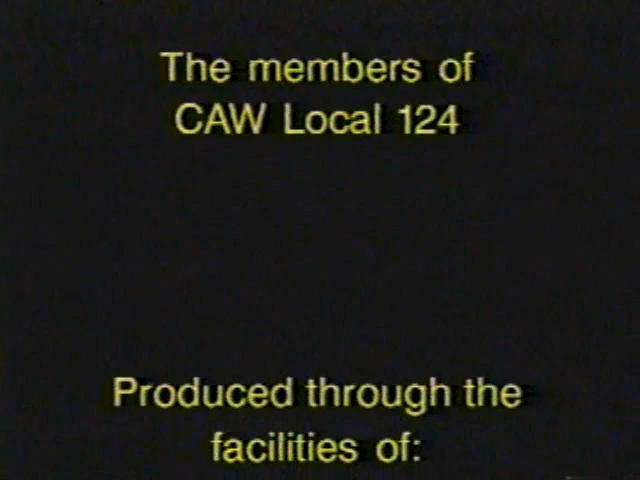 The members of
CAW Local 124
Produced through the
facilities of: